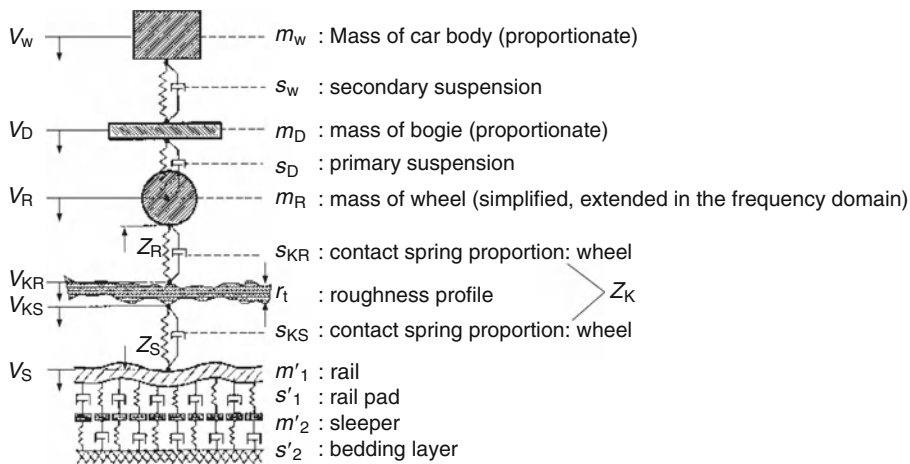 V_W m_W : Mass of car body (proportionate)
s_W : secondary suspension
V_D m_D : mass of bogie (proportionate)
s_D : primary suspension
V_R m_R : mass of wheel (simplified, extended in the frequency domain)
Z_R s_KR : contact spring proportion: wheel
V_KR
r_t : roughness profile Z_K
V_KS
s_KS : contact spring proportion: wheel
Z_S
V_S m'_1 : rail
s'_1 : rail pad
m'_2 : sleeper
s'_2 : bedding layer